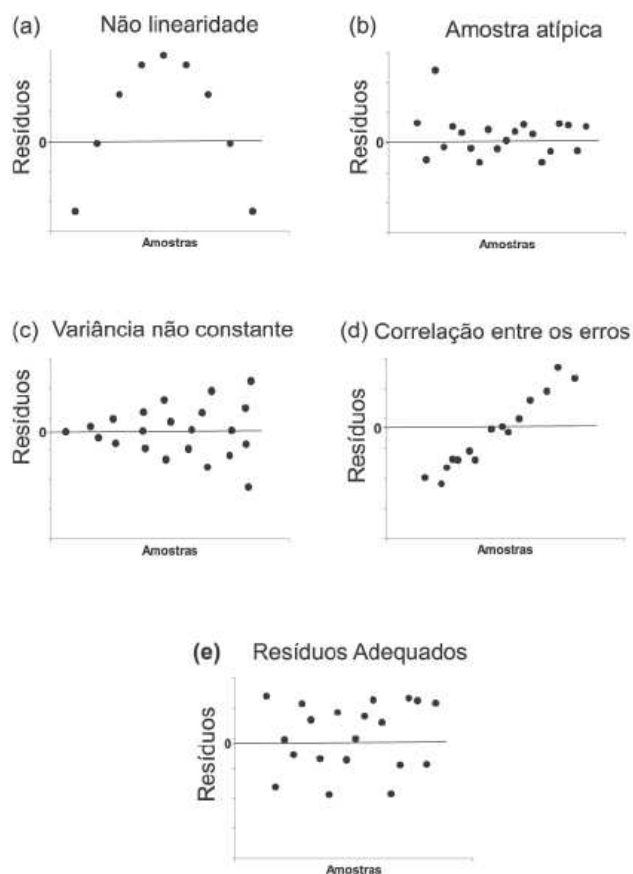 (a) Não linearidade
Resíduos
0
Amostras
(b) Amostra atípica
Resíduos
0
Amostras
(c) Variância não constante
Resíduos
0
Amostras
(d) Correlação entre os erros
Resíduos
0
Amostras
(e) Resíduos Adequados
Resíduos
0
Amostras